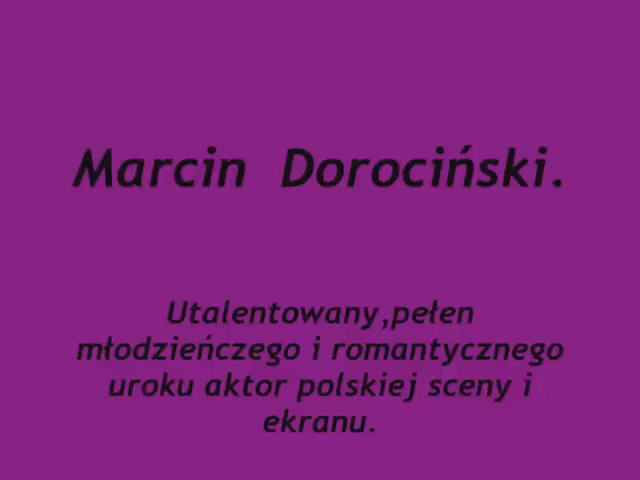 Marcin Dorociński.
Utalentowany,pełen
młodzieńczego i romantycznego
uroku aktor polskiej sceny i
ekranu.